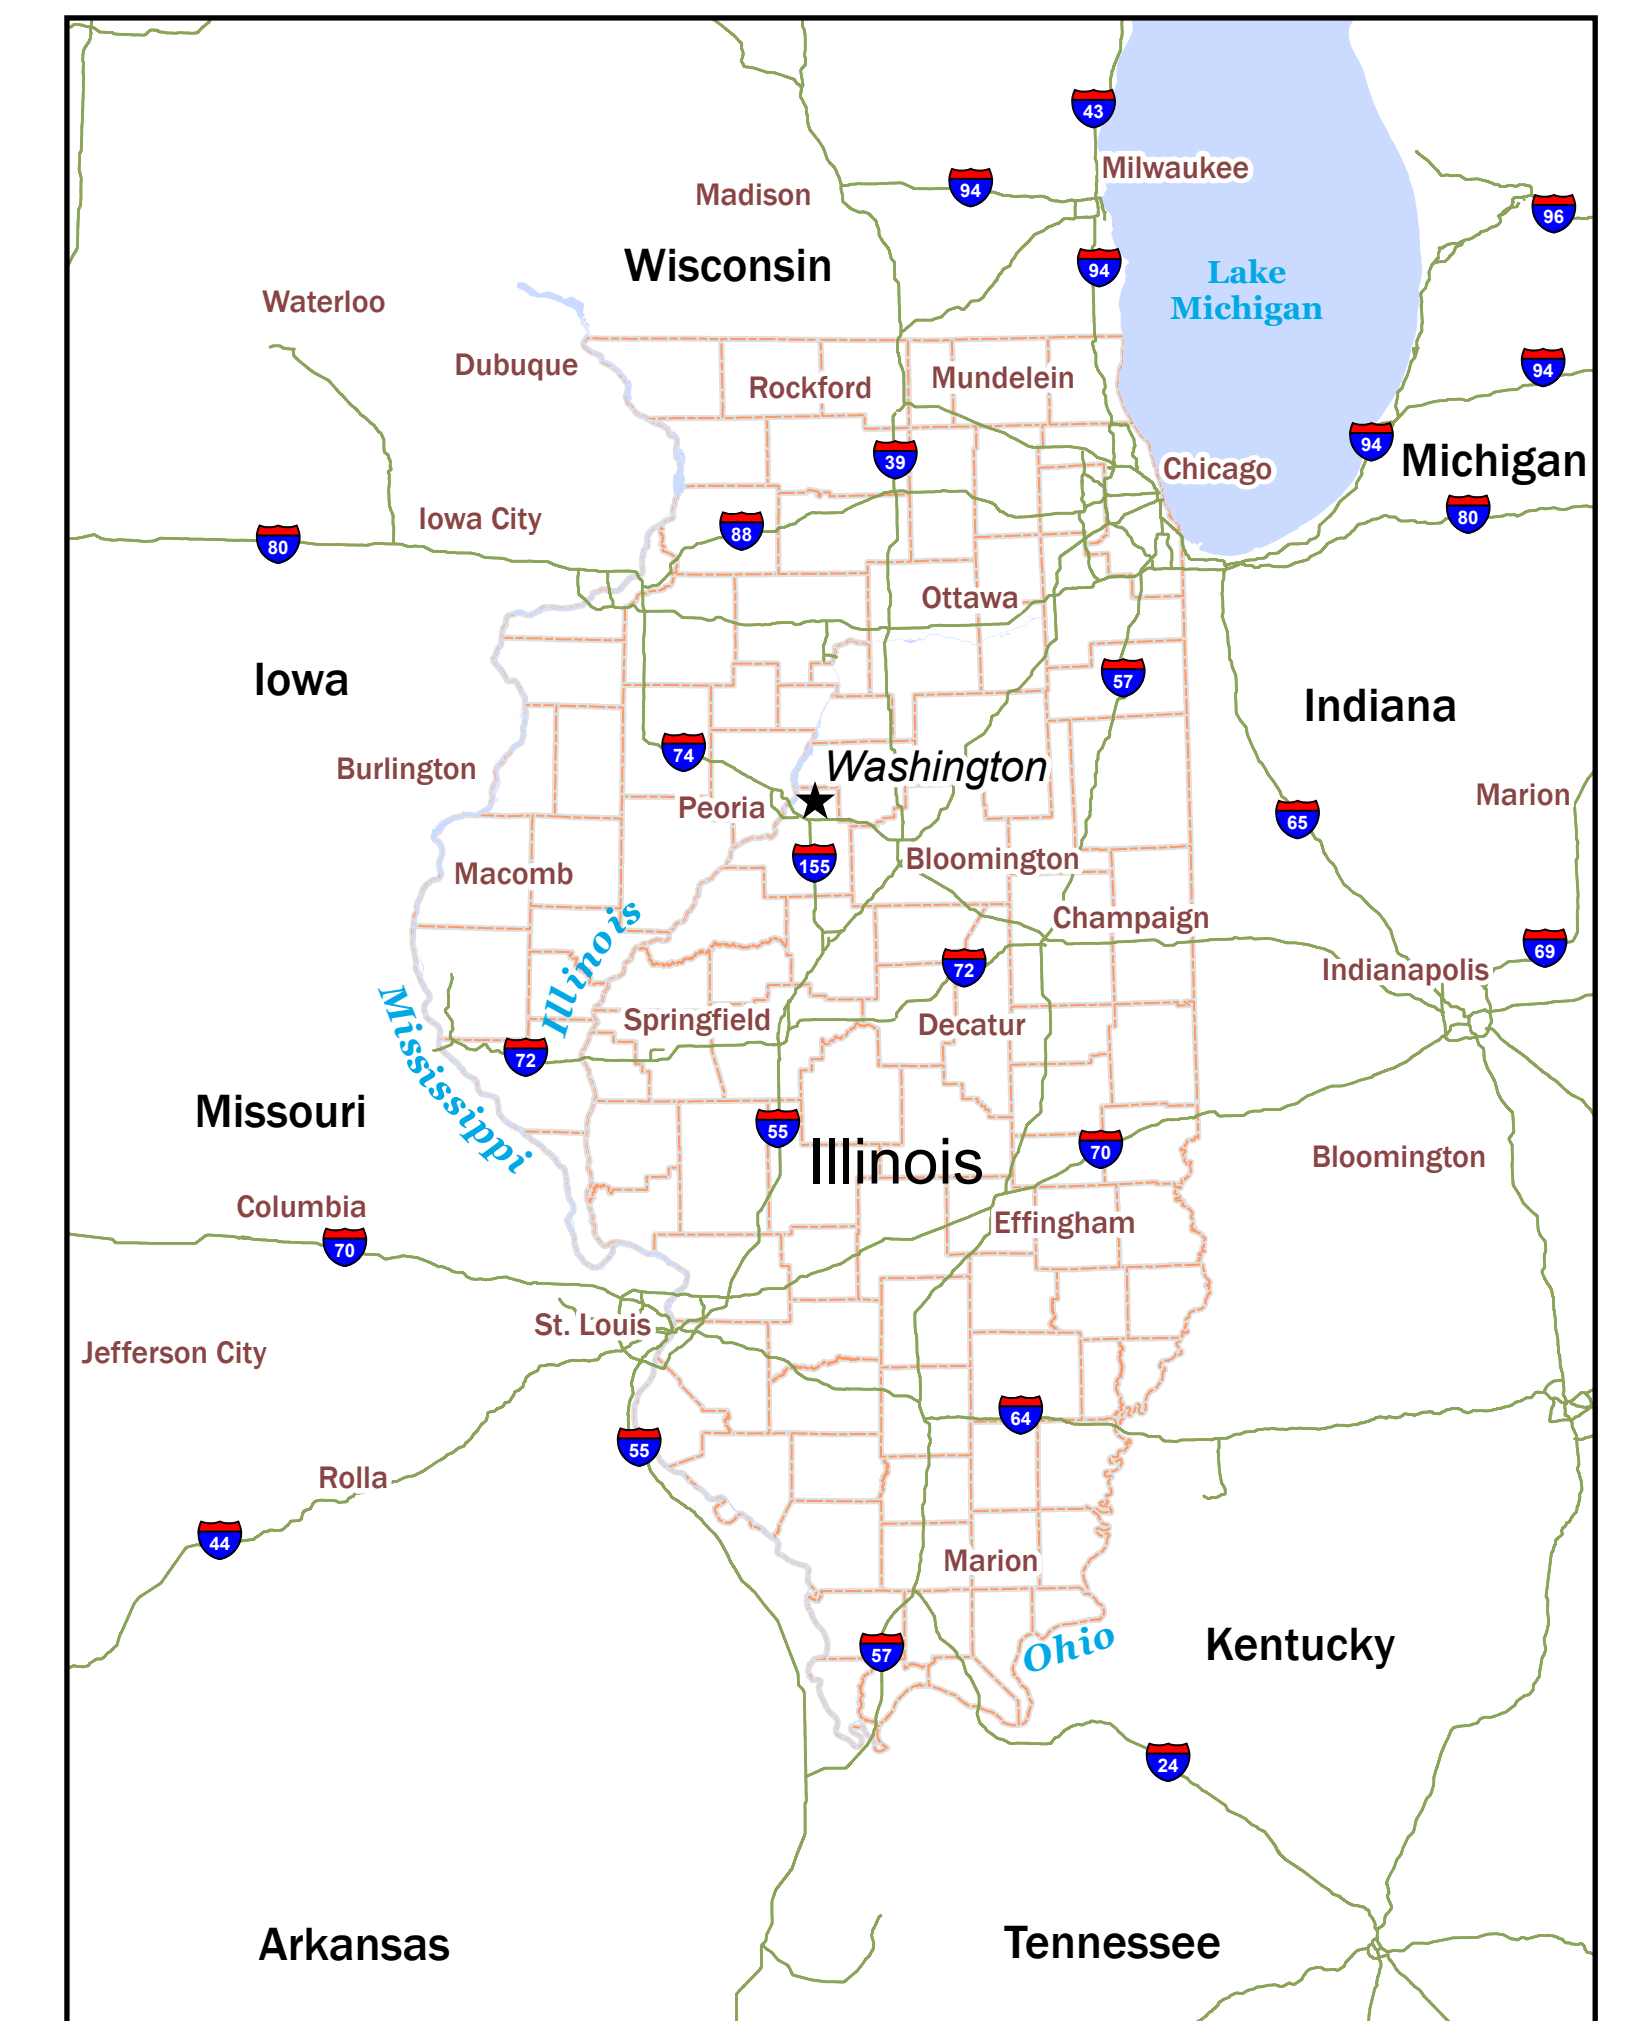 43
Milwaukee
94
Madison
96
Wisconsin
94
Lake
Michigan
Waterloo
Dubuque
94
Rockford
Mundelein
94
39
Michigan
Chicago
Iowa City
80
88
80
Ottawa
Iowa
57
Indiana
74
Washington
Burlington
Marion
Peoria
65
155
Bloomington
Macomb
Illinois
Champaign
69
72
Indianapolis
Mississippi
Springfield
Decatur
72
Missouri
55
Illinois
70
Bloomington
Columbia
70
Effingham
St. Louis
Jefferson City
64
55
Rolla
44
Marion
57
Ohio
Kentucky
24
Arkansas
Tennessee